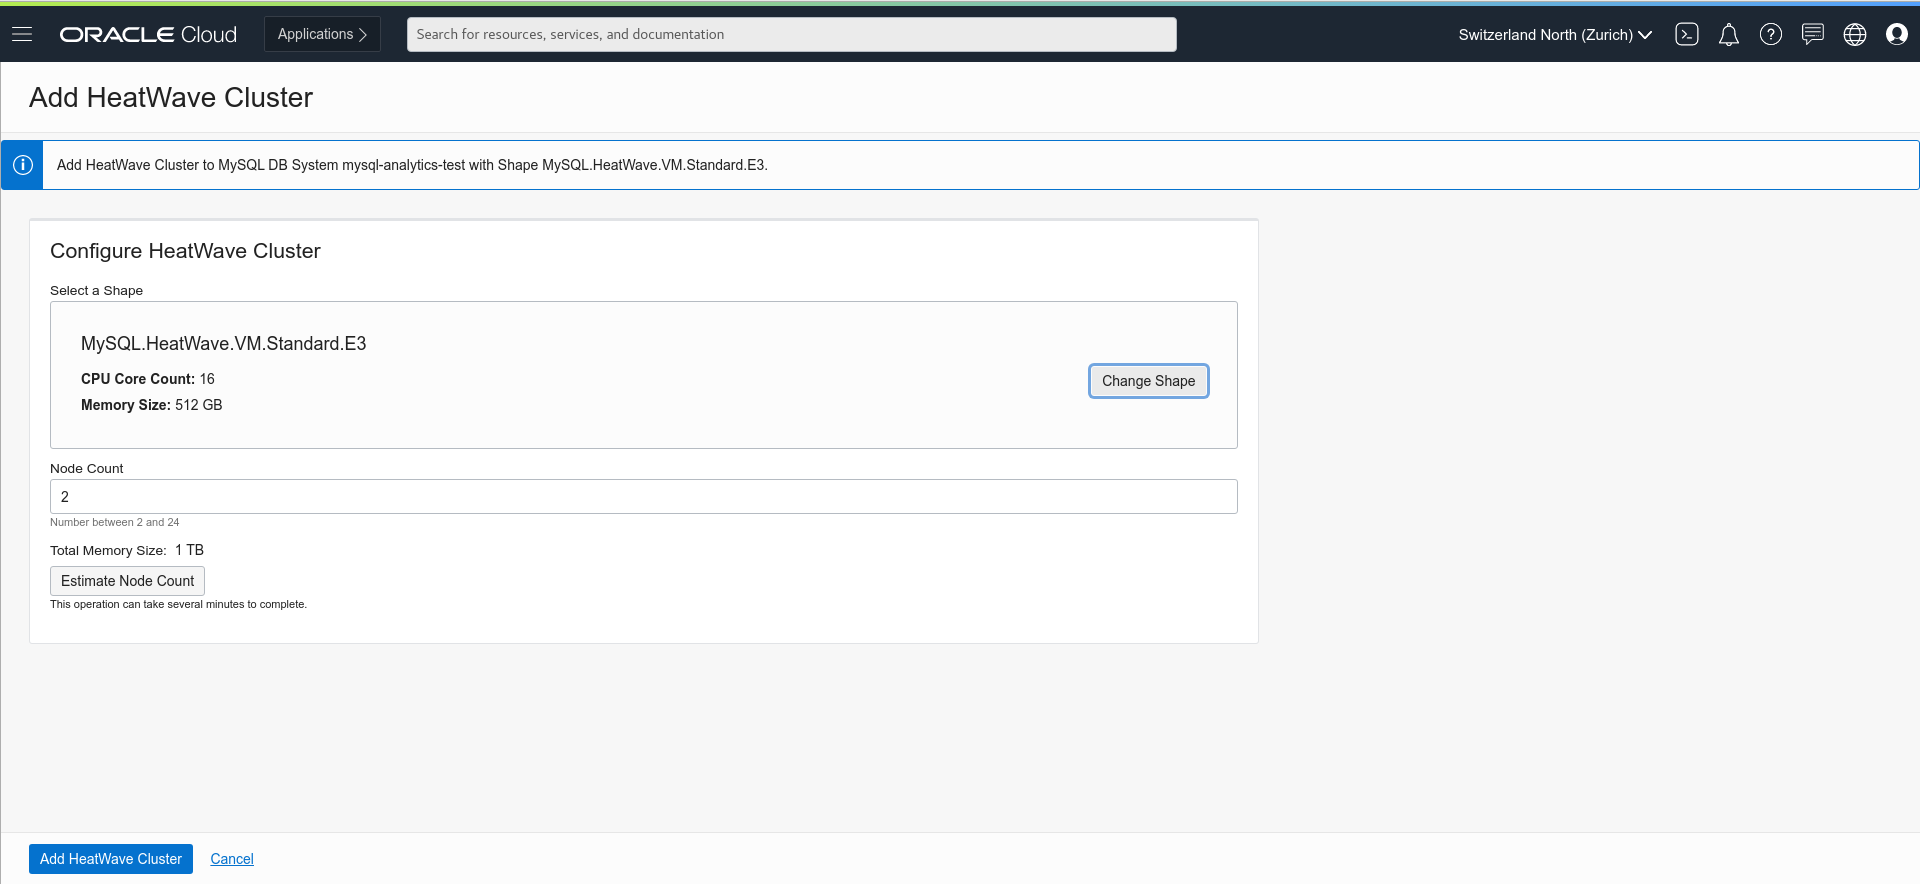 ORACLE Cloud
Applications
Search for resources, services, and documentation
Switzerland North (Zurich)
Add HeatWave Cluster
Add HeatWave Cluster to MySQL DB System mysql-analytics-test with Shape MySQL.HeatWave.VM.Standard.E3.
Configure HeatWave Cluster
Select a Shape
MySQL.HeatWave.VM.Standard.E3
CPU Core Count: 16
Memory Size: 512 GB
Change Shape
Node Count
2
Number between 2 and 24
Total Memory Size: 1 TB
Estimate Node Count
This operation can take several minutes to complete.
Add HeatWave Cluster
Cancel